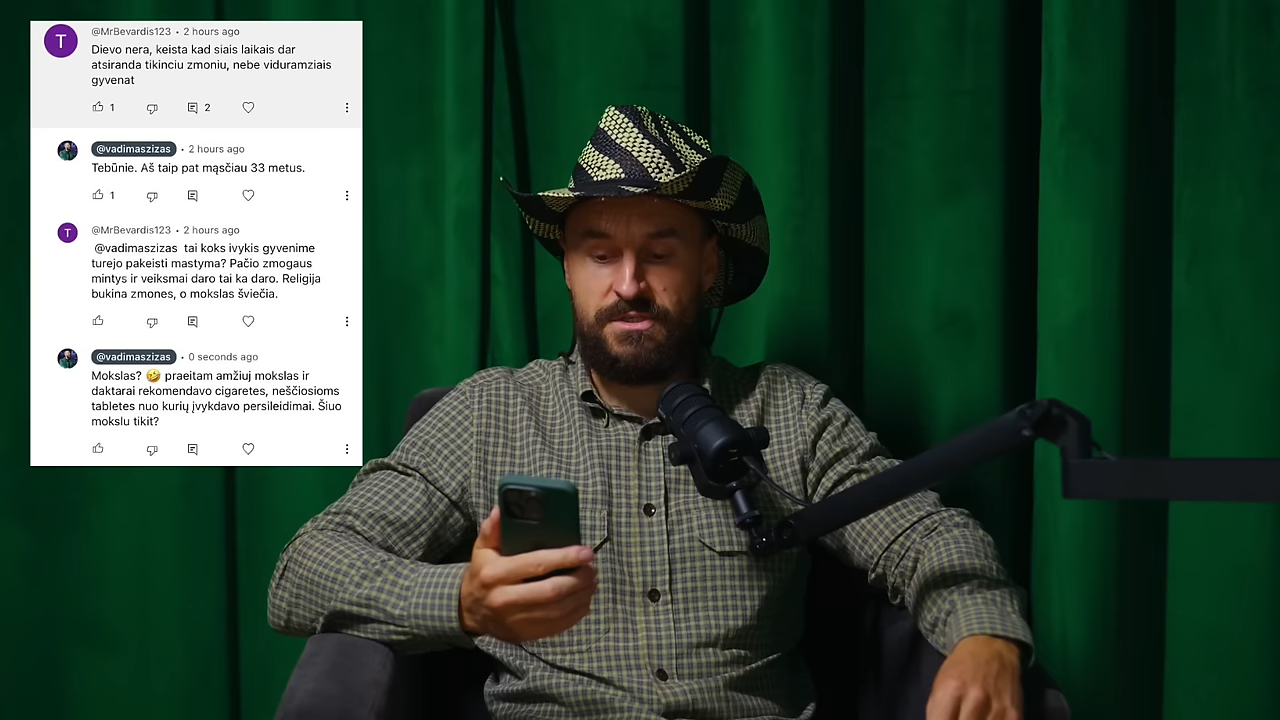 @MrBevardis123 • 2 hours ago
Dievo nera, keista kad siais laikais dar
atsiranda tikinciu zmoniu, nebe viduramziais
gyvenat
1 2
@vadimaszizas • 2 hours ago
Tebūnie. Aš taip pat mąsčiau 33 metus.
1
@MrBevardis123 • 2 hours ago
@vadimaszizas tai koks ivykis gyvenime
turejo pakeisti mastyma? Pačio zmogaus
mintys ir veiksmai daro tai ka daro. Religija
bukina zmones, o mokslas šviečia.
@vadimaszizas • 0 seconds ago
Mokslas? 🤣 praeitam amžiuj mokslas ir
daktarai rekomendavo cigaretes, neščiosioms
tabletes nuo kurių įvykdavo persileidimai. Šiuo
mokslu tikit?
T
T